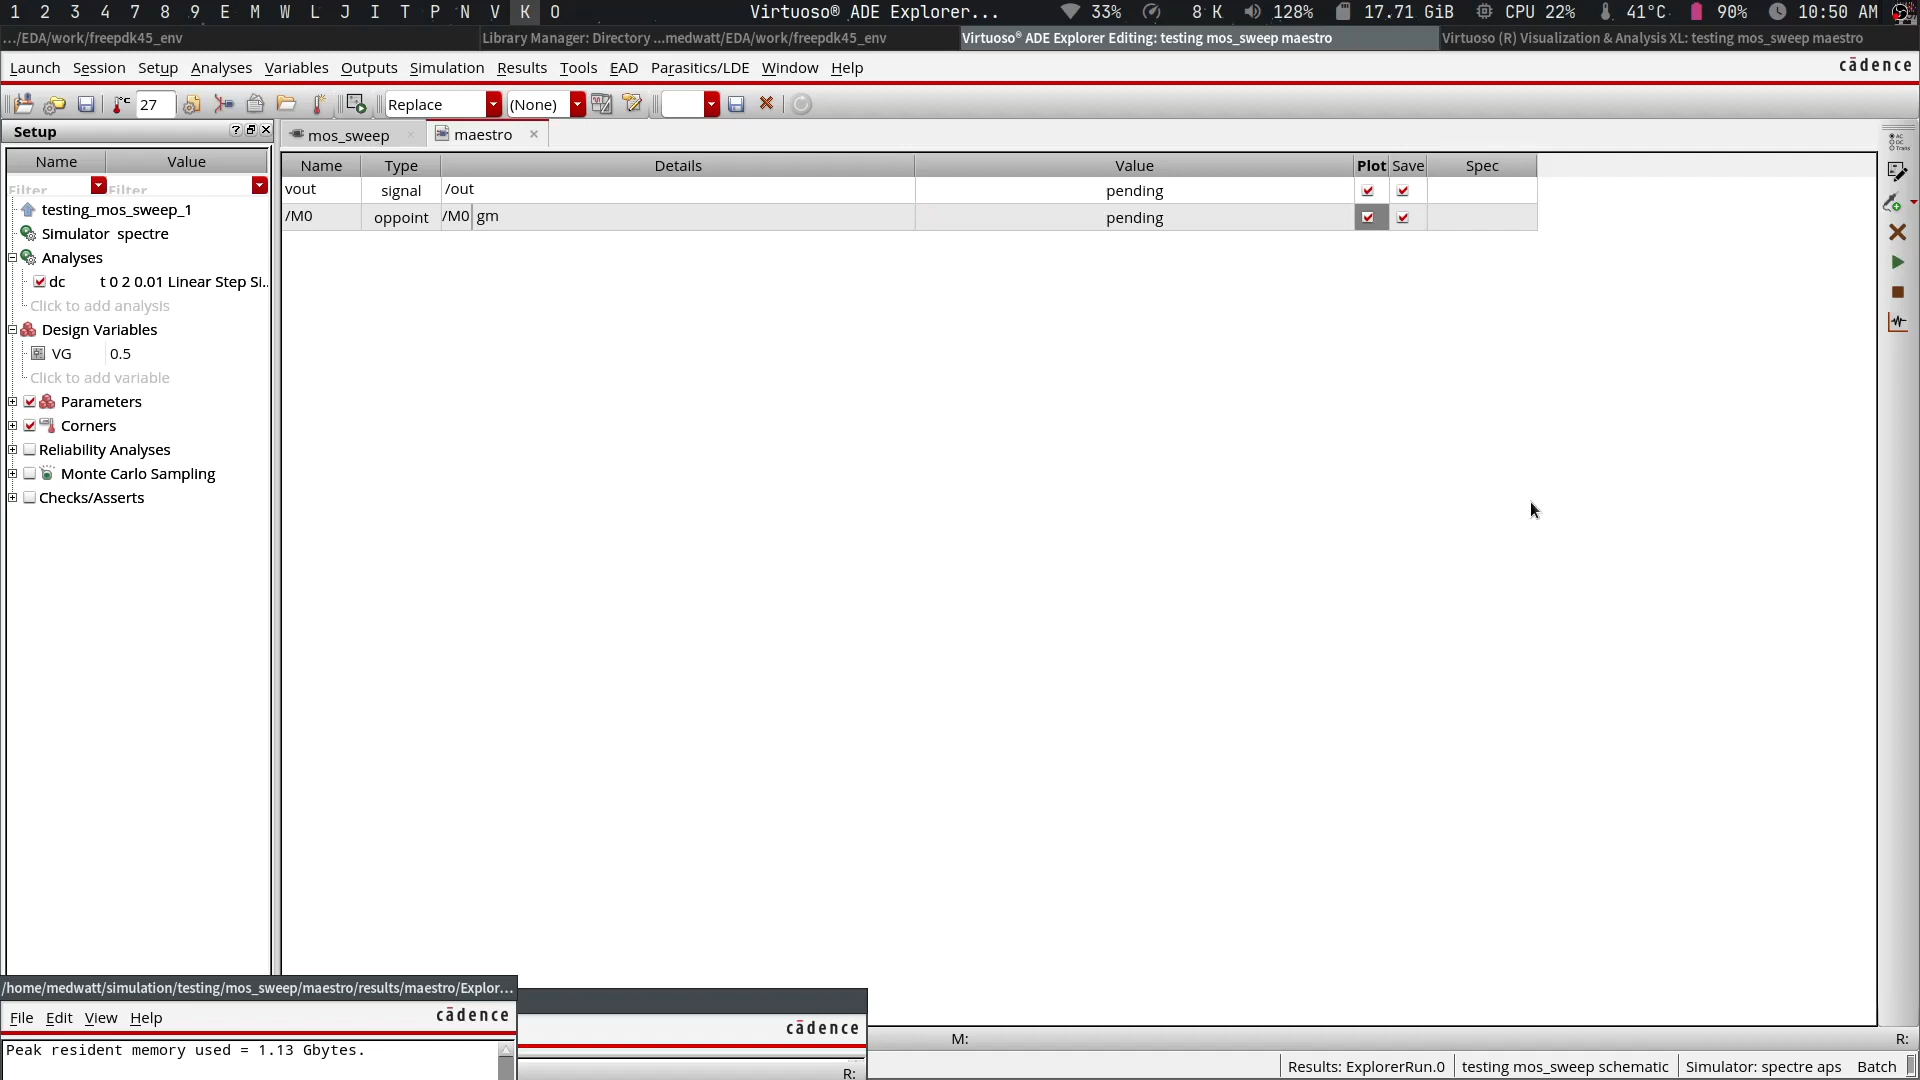 1 2 3 4 7 8 9 E M W L J I T P N V K O Virtuoso® ADE Explorer... 33% 8 K 128% 17.71 GiB CPU 22% 41°C 90% 10:50 AM
.../EDA/work/freepdk45_env Library Manager: Directory ...medwatt/EDA/work/freepdk45_env Virtuoso® ADE Explorer Editing: testing mos_sweep maestro Virtuoso (R) Visualization & Analysis XL: testing mos_sweep maestro
Launch Session Setup Analyses Variables Outputs Simulation Results Tools EAD Parasitics/LDE Window Help cādence
°C 27 Replace (None)
Setup ? mos_sweep maestro
AC
DC
Trans
Name Value
Filter Filter
testing_mos_sweep_1
Simulator spectre
Analyses
dc t 0 2 0.01 Linear Step Si..
Click to add analysis
Design Variables
VG 0.5
Click to add variable
Parameters
Corners
Reliability Analyses
Monte Carlo Sampling
Checks/Asserts
Name Type Details Value Plot Save Spec
vout signal /out pending
/M0 oppoint /M0 gm pending
/home/medwatt/simulation/testing/mos_sweep/maestro/results/maestro/Explor...
File Edit View Help cādence
Peak resident memory used = 1.13 Gbytes.
cādence
R:
M: R:
Results: ExplorerRun.0 testing mos_sweep schematic Simulator: spectre aps Batch